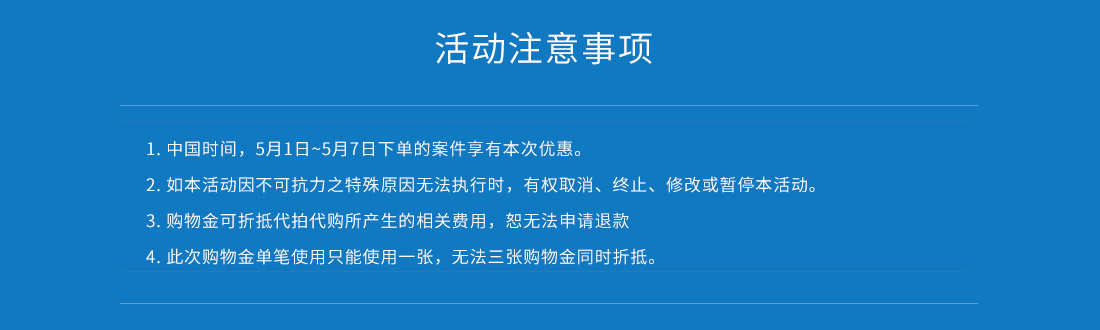 活动注意事项
1. 中国时间，5月1日~5月7日下单的案件享有本次优惠。
2. 如本活动因不可抗力之特殊原因无法执行时，有权取消、终止、修改或暂停本活动。
3. 购物金可折抵代拍代购所产生的相关费用，恕无法申请退款
4. 此次购物金单笔使用只能使用一张，无法三张购物金同时折抵。